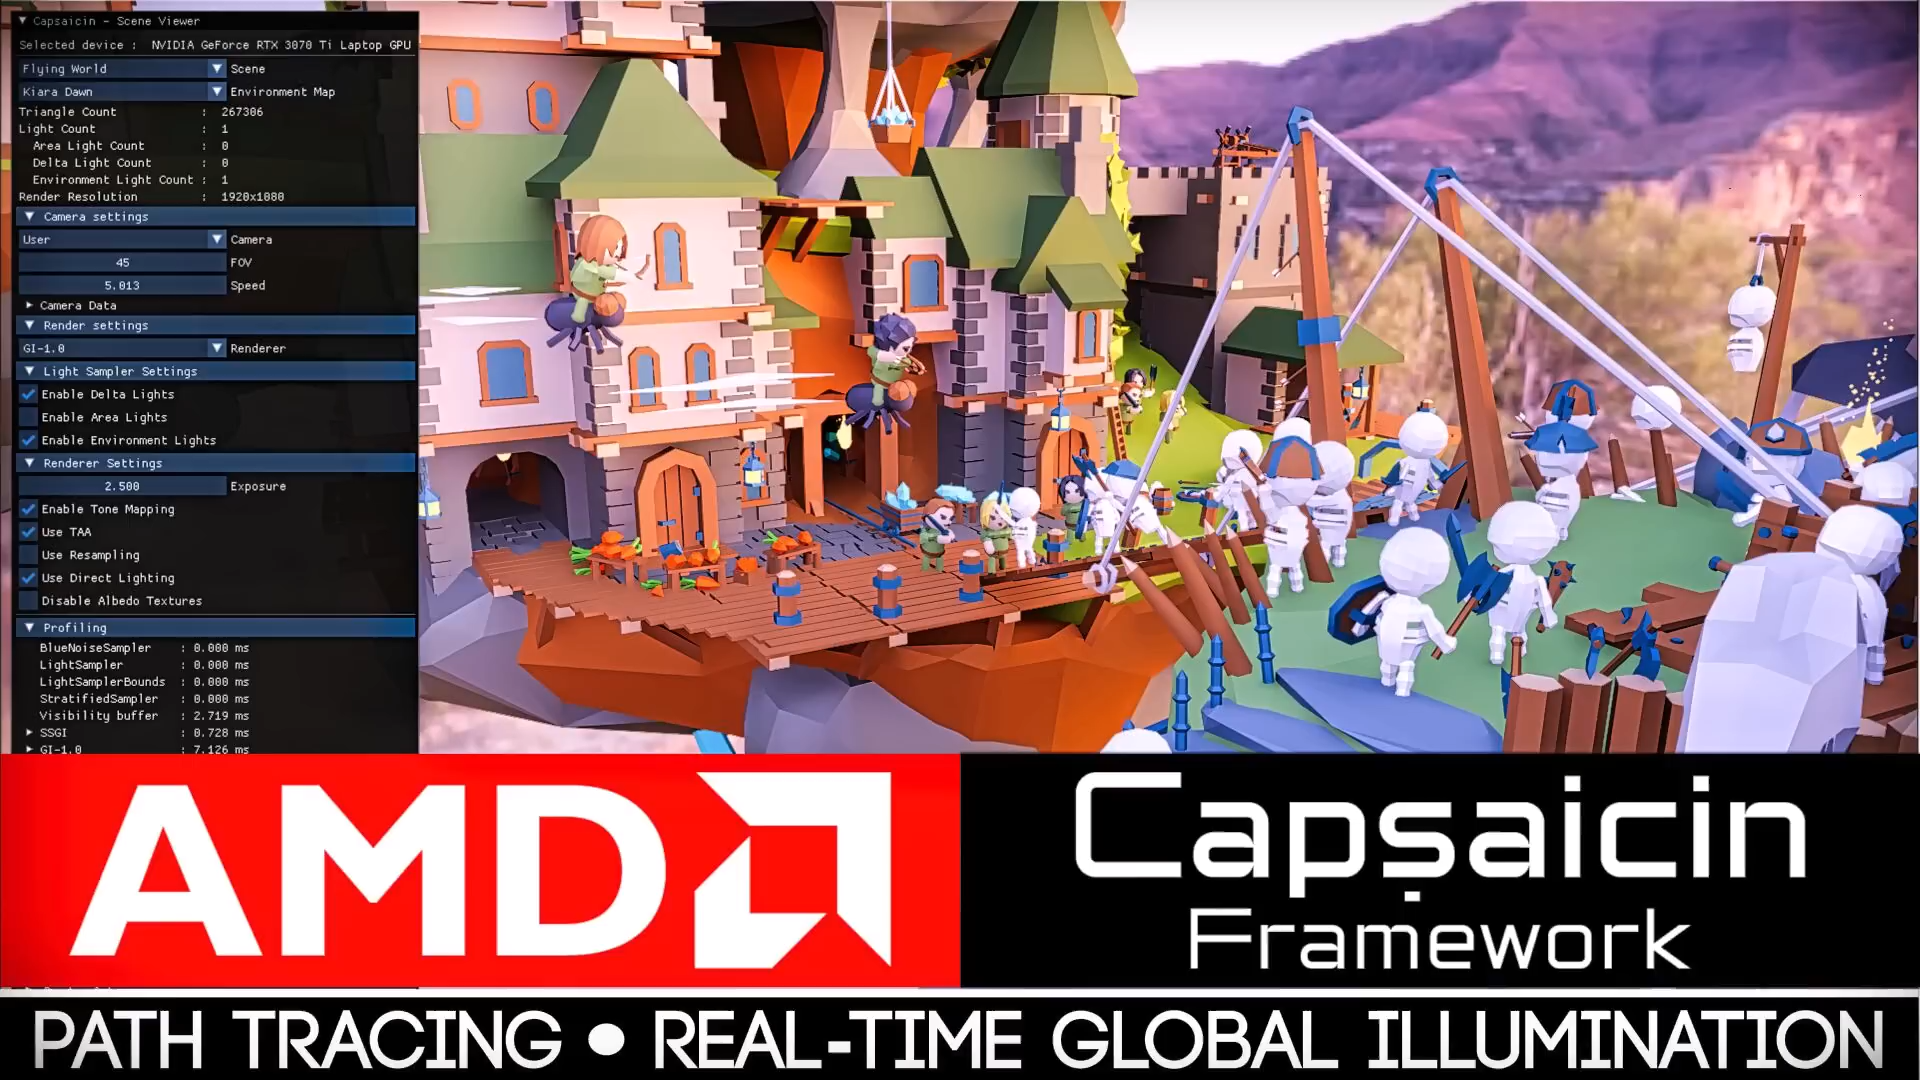 Capsaicin - Scene Viewer
Selected device : NVIDIA GeForce RTX 3070 Ti Laptop GPU
Flying World Scene
Kiara Dawn Environment Map
Triangle Count : 267306
Light Count : 1
Area Light Count : 0
Delta Light Count : 0
Environment Light Count : 1
Render Resolution : 1920x1080
Camera settings
User Camera
45 FOV
5.013 Speed
Camera Data
Render settings
GI-1.0 Renderer
Light Sampler Settings
Enable Delta Lights
Enable Area Lights
Enable Environment Lights
Renderer Settings
2.500 Exposure
Enable Tone Mapping
Use TAA
Use Resampling
Use Direct Lighting
Disable Albedo Textures
Profiling
BlueNoiseSampler : 0.000 ms
LightSampler : 0.000 ms
LightSamplerBounds : 0.000 ms
StratifiedSampler : 0.000 ms
Visibility buffer : 2.719 ms
SSGI : 0.728 ms
GI-1.0 : 7.126 ms
AMD
Capsaicin
Framework
PATH TRACING • REAL-TIME GLOBAL ILLUMINATION